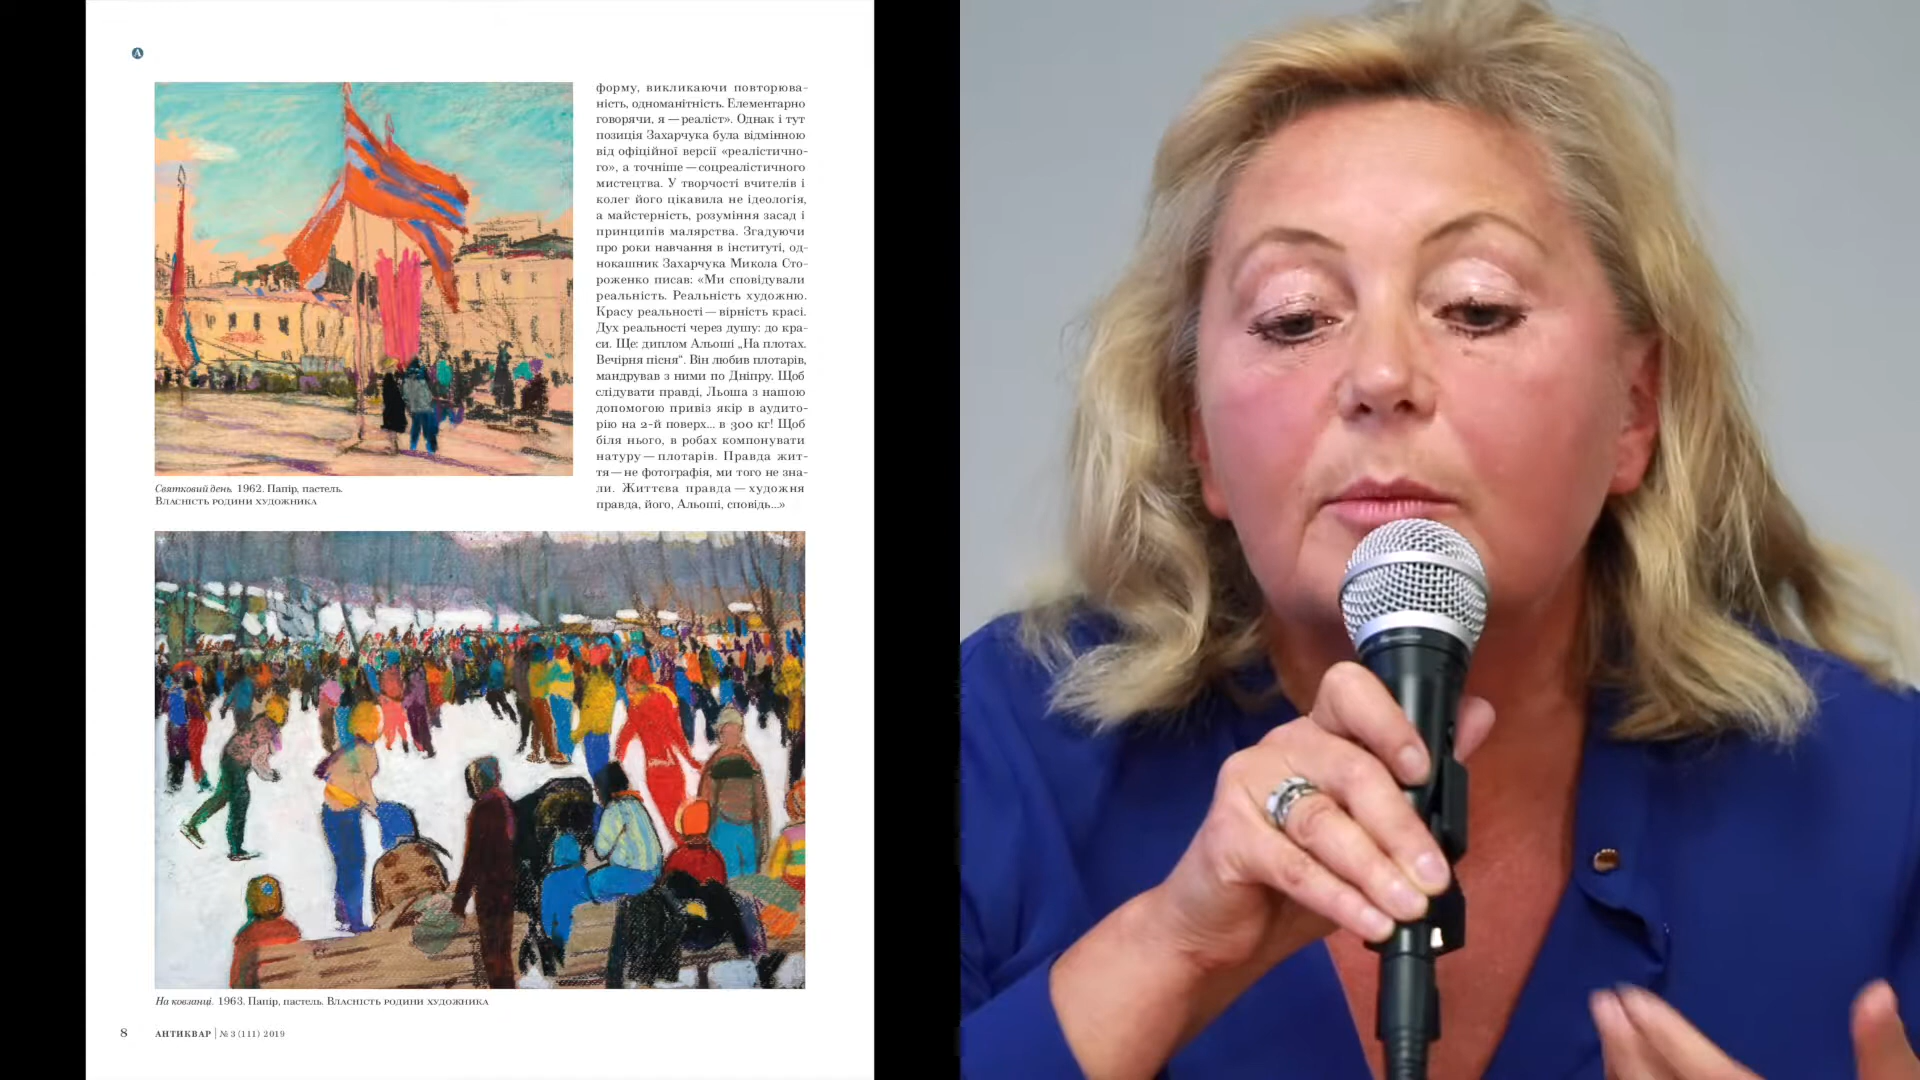 А
форму, викликаючи повторюва-
ність, одноманітність. Елементарно
говорячи, я — реаліст». Однак і тут
позиція Захарчука була відмінною
від офіційної версії «реалістично-
го», а точніше — соцреалістичного
мистецтва. У творчості вчителів і
колег його цікавила не ідеологія,
а майстерність, розуміння засад і
принципів малярства. Згадуючи
про роки навчання в інституті, од-
нокашник Захарчука Микола Сто-
роженко писав: «Ми сповідували
реальність. Реальність художню.
Красу реальності — вірність красі.
Дух реальності через душу: до кра-
си. Ще: диплом Альоші „На плотах.
Вечірня пісня“. Він любив плотарів,
мандрував з ними по Дніпру. Щоб
слідувати правді, Льоша з нашою
допомогою привіз якір в аудито-
рію на 2-й поверх... в 300 кг! Щоб
біля нього, в робах компонувати
натуру — плотарів. Правда жит-
тя — не фотографія, ми того не зна-
ли. Життєва правда — художня
правда, його, Альоші, сповідь...»
Святковий день. 1962. Папір, пастель.
Власність родини художника
На ковзанці. 1963. Папір, пастель. Власність родини художника
8 АНТИКВАР | № 3 (111) 2019